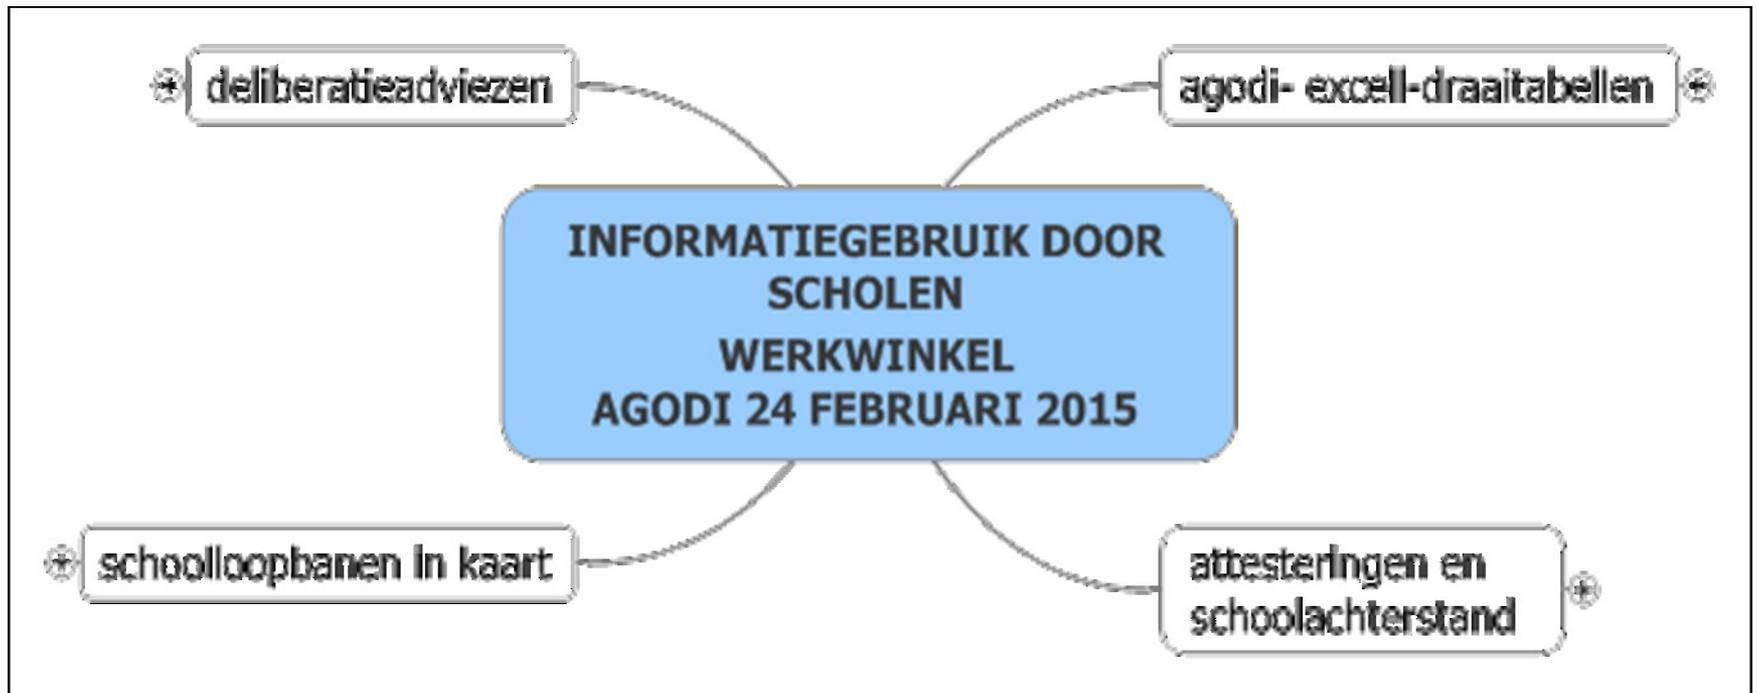 deliberatieadviezen
agodi- excell-draaitabellen
INFORMATIEGEBRUIK DOOR
SCHOLEN
WERKWINKEL
AGODI 24 FEBRUARI 2015
schoolloopbanen in kaart
attesteringen en
schoolachterstand